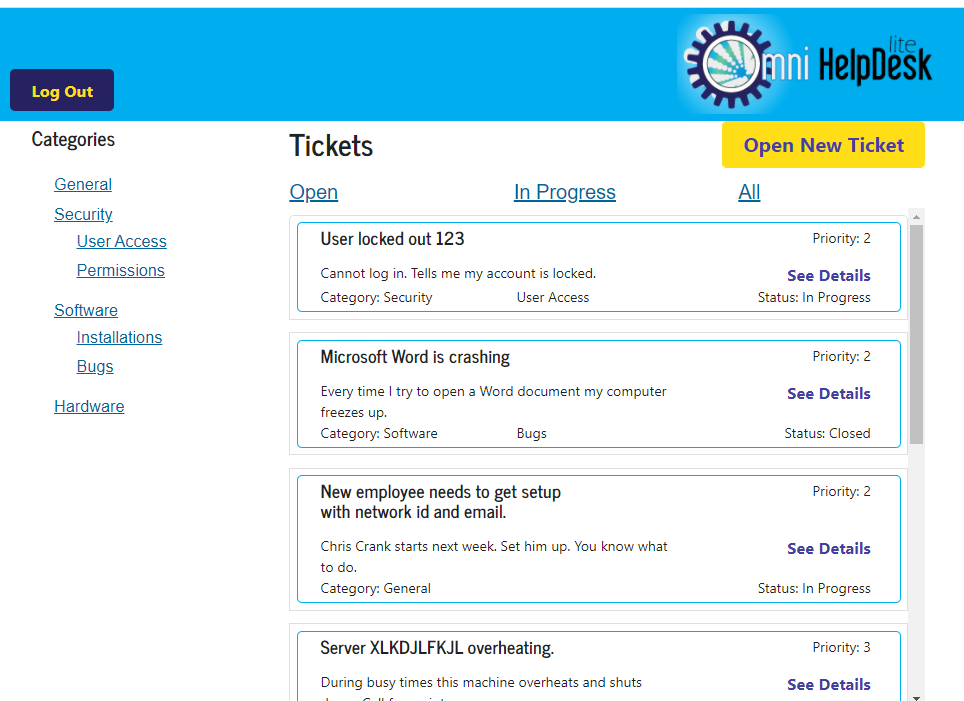 lite
mni HelpDesk
Log Out
Categories
General
Security
User Access
Permissions
Software
Installations
Bugs
Hardware
Tickets
Open New Ticket
Open In Progress All
User locked out 123 Priority: 2
Cannot log in. Tells me my account is locked. See Details
Category: Security User Access Status: In Progress
Microsoft Word is crashing Priority: 2
Every time I try to open a Word document my computer See Details
freezes up.
Category: Software Bugs Status: Closed
New employee needs to get setup Priority: 2
with network id and email.
Chris Crank starts next week. Set him up. You know what See Details
to do.
Category: General Status: In Progress
Server XLKDJLFKJL overheating. Priority: 3
During busy times this machine overheats and shuts See Details